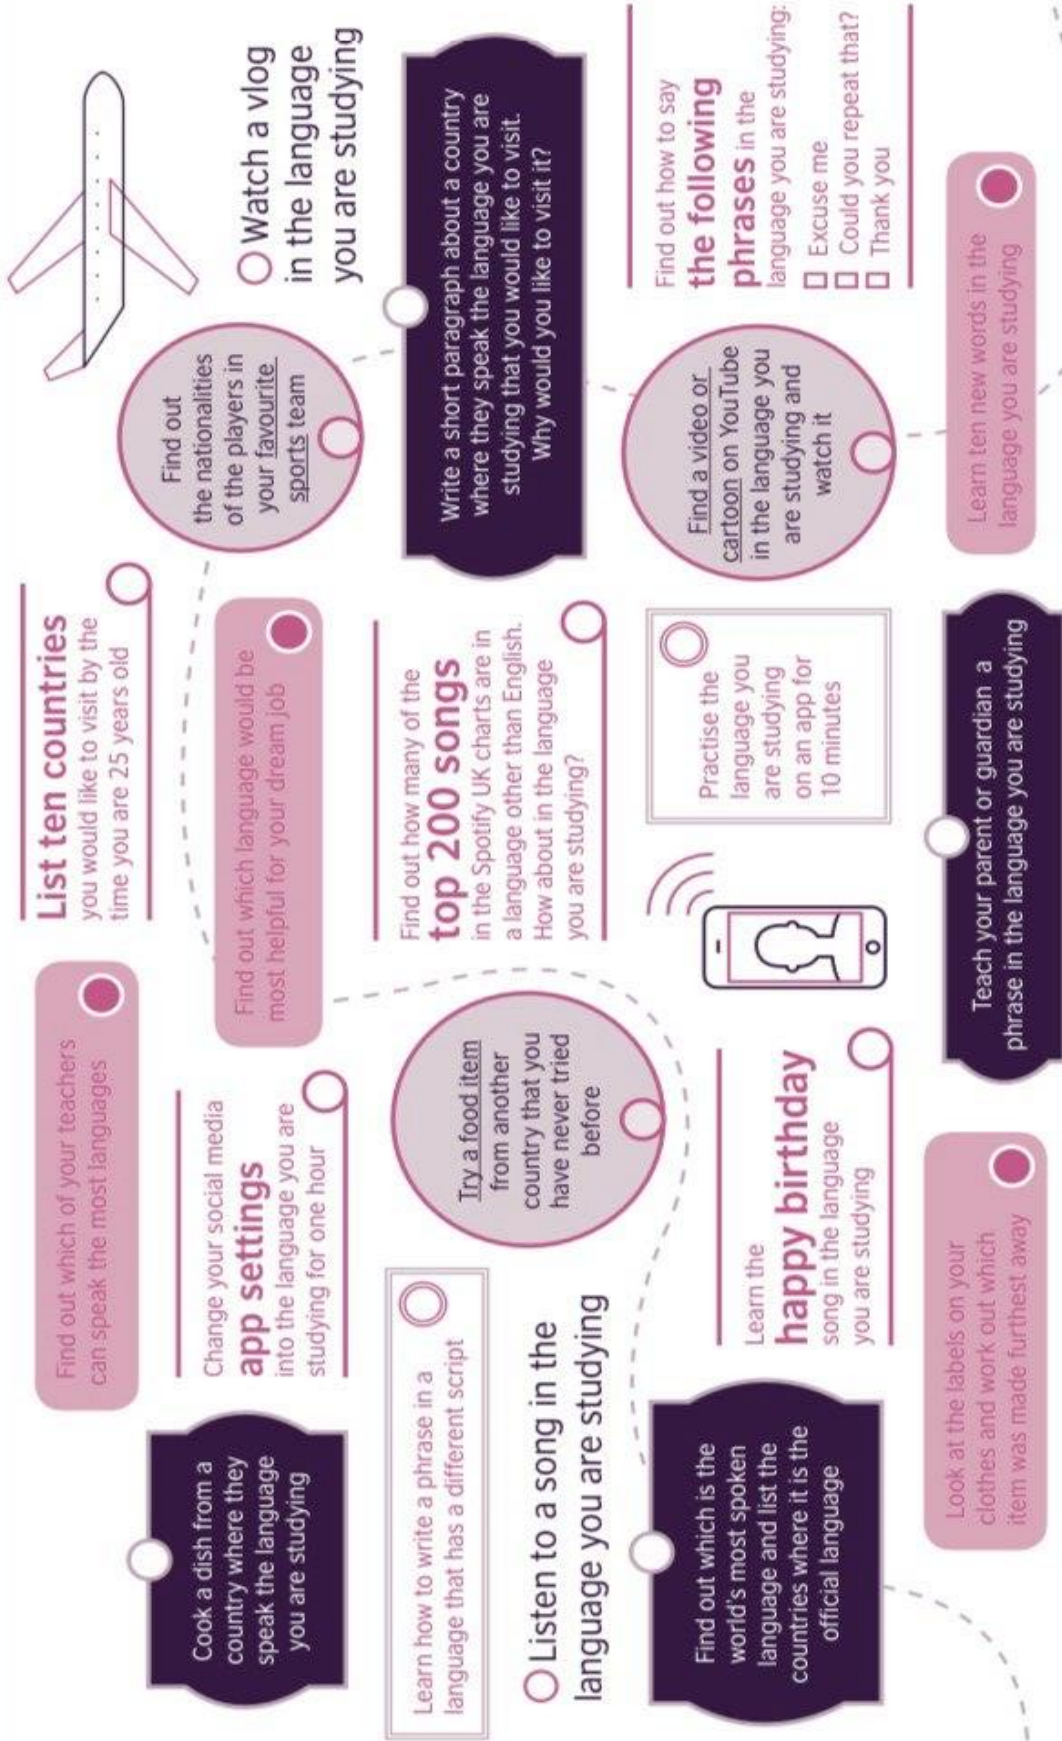 Cook a dish from a
country where they
speak the language
you are studying
Find out which of your teachers
can speak the most languages
List ten countries
you would like to visit by the
time you are 25 years old
Change your social media
app settings
into the language you are
studying for one hour
Find out which language would be
most helpful for your dream job
Find out
the nationalities
of the players in
your favourite
sports team
Watch a vlog
in the language
you are studying
Learn how to write a phrase in a
language that has a different script
Listen to a song in the
language you are studying
Try a food item
from another
country that you
have never tried
before
Find out how many of the
top 200 songs
in the Spotify UK charts are in
a language other than English.
How about in the language
you are studying?
Write a short paragraph about a country
where they speak the language you are
studying that you would like to visit.
Why would you like to visit it?
Find out which is the
world's most spoken
language and list the
countries where it is the
official language
Learn the
happy birthday
song in the language
you are studying
Practise the
language you
are studying
on an app for
10 minutes
Find a video or
cartoon on YouTube
in the language you
are studying and
watch it
Find out how to say
the following
phrases in the
language you are studying:
Excuse me
Could you repeat that?
Thank you
Look at the labels on your
clothes and work out which
item was made furthest away
Teach your parent or guardian a
phrase in the language you are studying
Learn ten new words in the
language you are studying